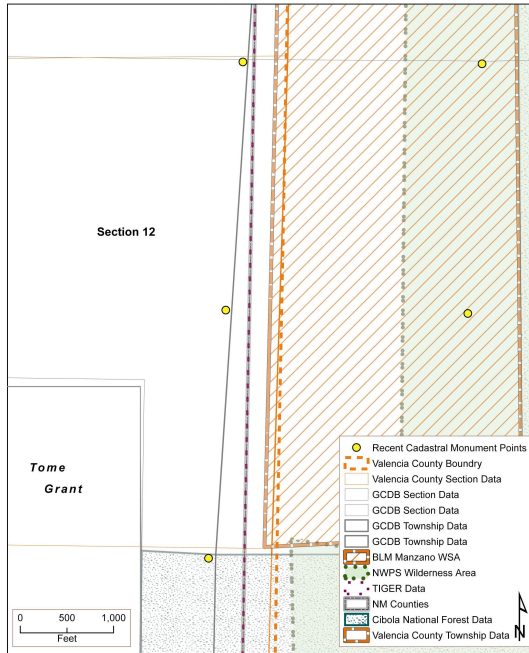 Section 12
Tome
Grant
Recent Cadastral Monument Points
Valencia County Boundry
Valencia County Section Data
GCDB Section Data
GCDB Section Data
GCDB Township Data
GCDB Township Data
BLM Manzano WSA
NWPS Wilderness Area
TIGER Data
NM Counties
Cibola National Forest Data
Valencia County Township Data
0 500 1,000
Feet
N